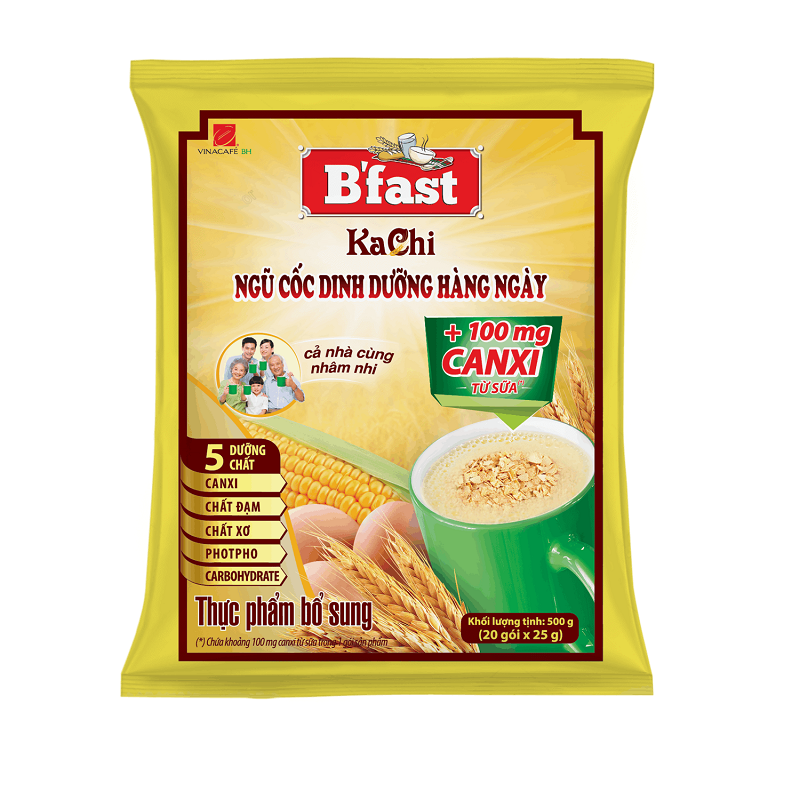 VINACAFÉ BH
B'fast
KaChi
NGŨ CỐC DINH DƯỠNG HÀNG NGÀY
+ 100 mg
CANXI
TỪ SỮA(*)
cả nhà cùng
nhâm nhi
5 DƯỠNG
CHẤT
CANXI
CHẤT ĐẠM
CHẤT XƠ
PHOTPHO
CARBOHYDRATE
Thực phẩm bổ sung
(*) Chứa khoảng 100 mg canxi từ sữa trong 1 gói sản phẩm
Khối lượng tịnh: 500 g
(20 gói x 25 g)